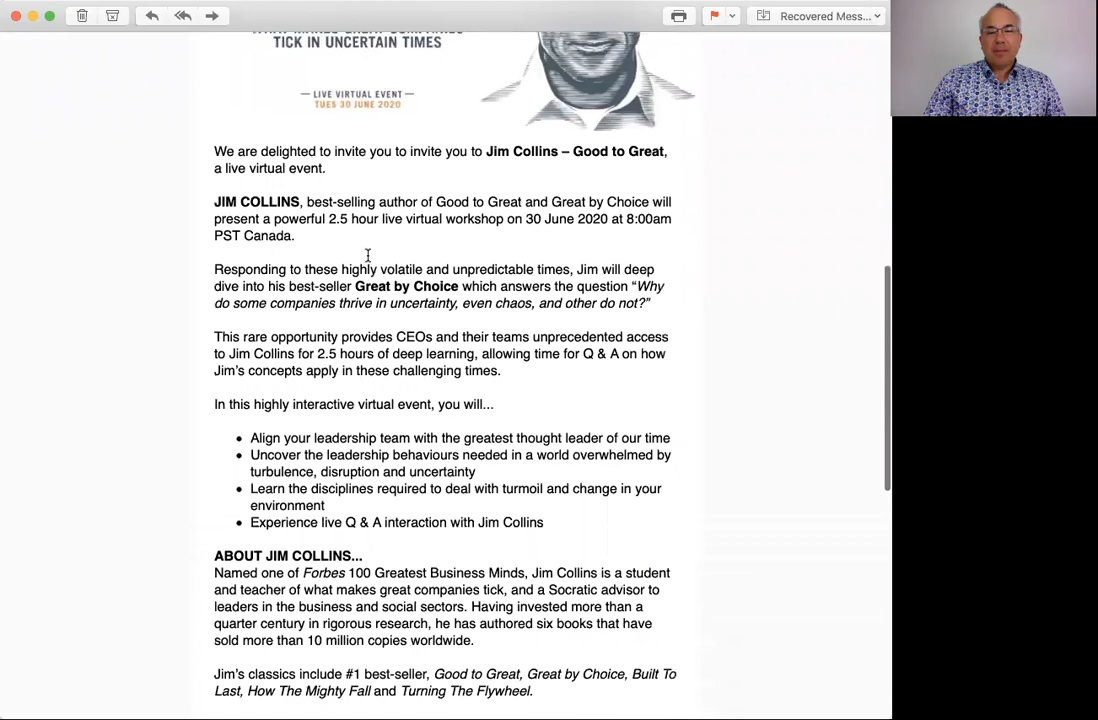 Recovered Mess...
TICK IN UNCERTAIN TIMES
— LIVE VIRTUAL EVENT —
TUES 30 JUNE 2020
We are delighted to invite you to invite you to Jim Collins – Good to Great,
a live virtual event.
JIM COLLINS, best-selling author of Good to Great and Great by Choice will
present a powerful 2.5 hour live virtual workshop on 30 June 2020 at 8:00am
PST Canada.
Responding to these highly volatile and unpredictable times, Jim will deep
dive into his best-seller Great by Choice which answers the question “Why
do some companies thrive in uncertainty, even chaos, and other do not?”
This rare opportunity provides CEOs and their teams unprecedented access
to Jim Collins for 2.5 hours of deep learning, allowing time for Q & A on how
Jim’s concepts apply in these challenging times.
In this highly interactive virtual event, you will...
• Align your leadership team with the greatest thought leader of our time
• Uncover the leadership behaviours needed in a world overwhelmed by
turbulence, disruption and uncertainty
• Learn the disciplines required to deal with turmoil and change in your
environment
• Experience live Q & A interaction with Jim Collins
ABOUT JIM COLLINS...
Named one of Forbes 100 Greatest Business Minds, Jim Collins is a student
and teacher of what makes great companies tick, and a Socratic advisor to
leaders in the business and social sectors. Having invested more than a
quarter century in rigorous research, he has authored six books that have
sold more than 10 million copies worldwide.
Jim’s classics include #1 best-seller, Good to Great, Great by Choice, Built To
Last, How The Mighty Fall and Turning The Flywheel.